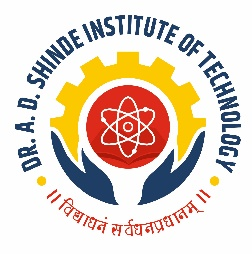 DR. A. D. SHINDE INSTITUTE OF TECHNOLOGY
॥ विद्याधनं सर्वधनप्रधानम् ॥